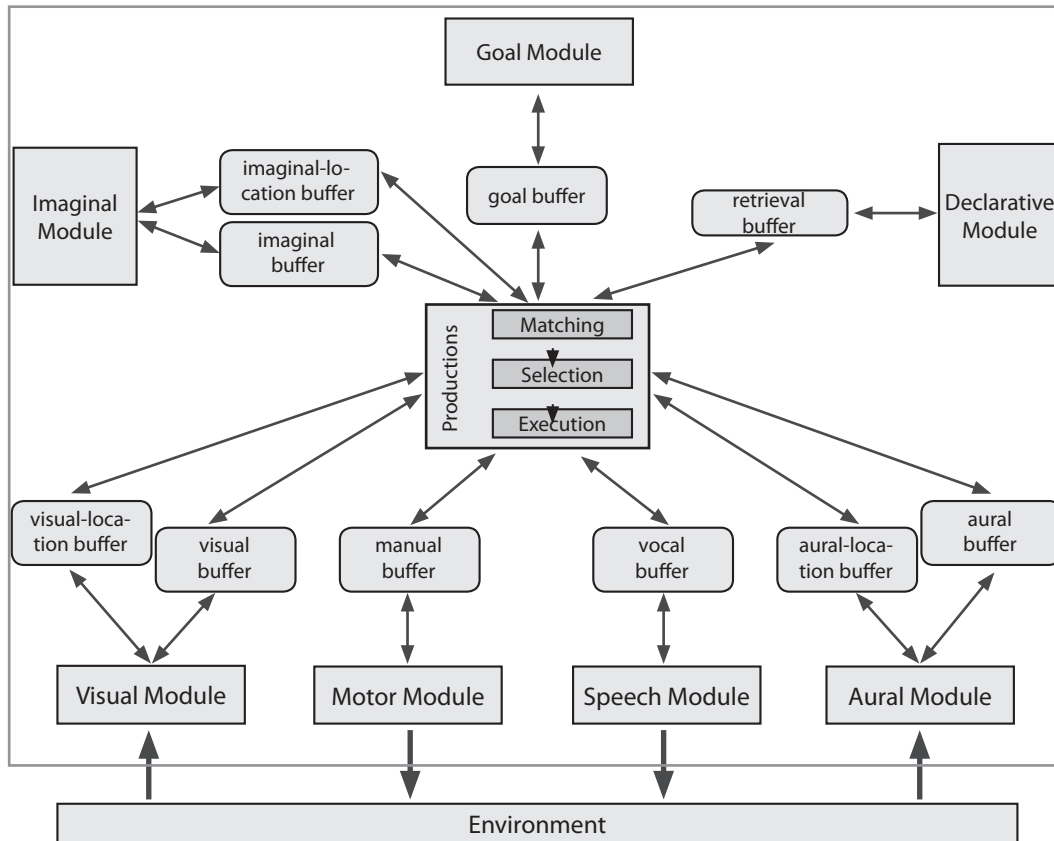 Goal Module
imaginal-lo-
cation buffer
Imaginal
Module
goal buffer
retrieval
buffer
Declarative
Module
imaginal
buffer
Productions
Matching
Selection
Execution
visual-loca-
tion buffer
visual
buffer
manual
buffer
vocal
buffer
aural-loca-
tion buffer
aural
buffer
Visual Module
Motor Module
Speech Module
Aural Module
Environment